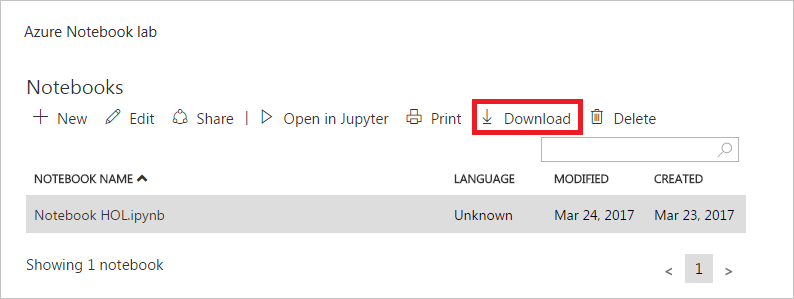 Azure Notebook lab
Notebooks
New Edit Share | Open in Jupyter Print Download Delete
NOTEBOOK NAME LANGUAGE MODIFIED CREATED
Notebook HOL.ipynb Unknown Mar 24, 2017 Mar 23, 2017
Showing 1 notebook < 1 >